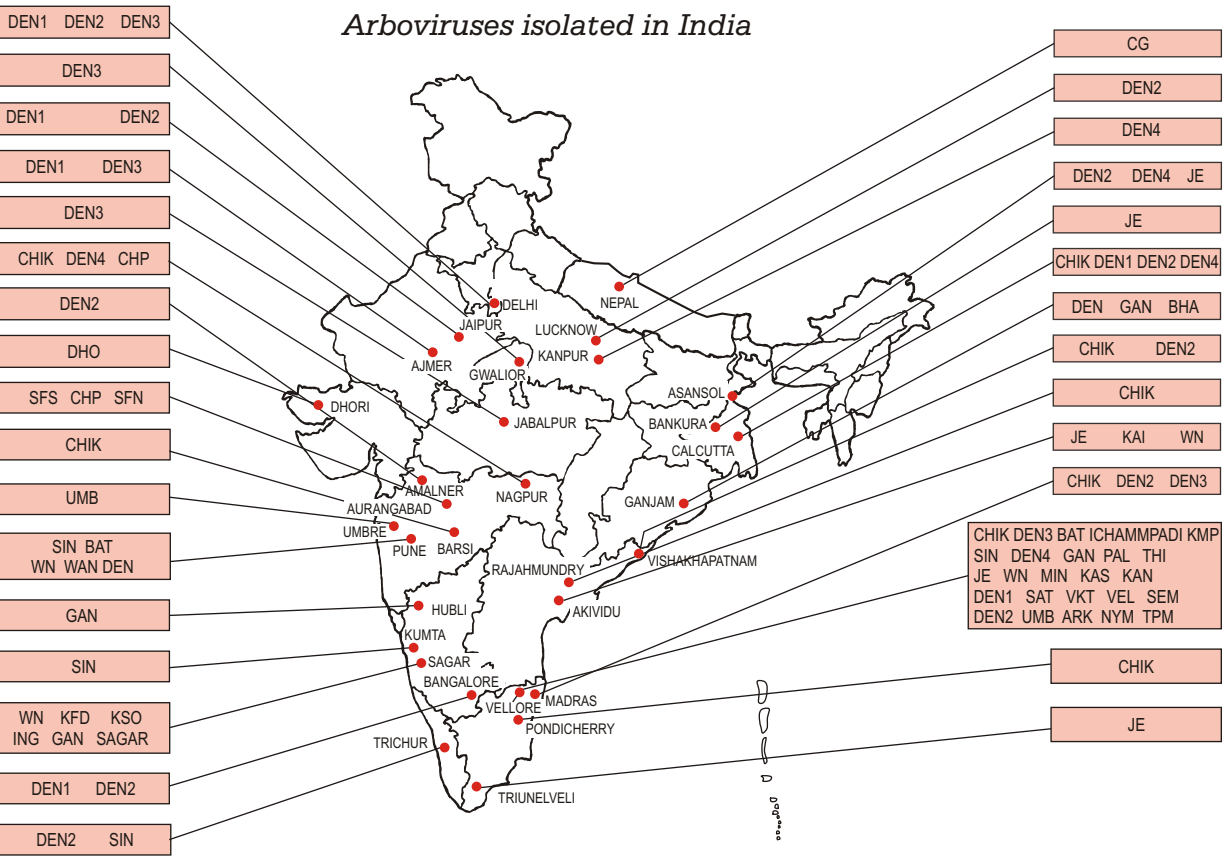 Arboviruses isolated in India
DEN1 DEN2 DEN3
DEN3
DEN1 DEN2
DEN1 DEN3
DEN3
CHIK DEN4 CHP
DEN2
DHO
SFS CHP SFN
CHIK
UMB
SIN BAT
WN WAN DEN
GAN
SIN
WN KFD KSO
ING GAN SAGAR
DEN1 DEN2
DEN2 SIN
DELHI
NEPAL
JAIPUR
LUCKNOW
KANPUR
AJMER
GWALIOR
ASANSOL
DHORI
JABALPUR
BANKURA
CALCUTTA
AMALNER
NAGPUR
AURANGABAD
GANJAM
UMBRE
PUNE
BARSI
VISHAKHAPATNAM
RAJAHMUNDRY
HUBLI
AKIVIDU
KUMTA
SAGAR
BANGALORE
VELLORE
MADRAS
PONDICHERRY
TRICHUR
TRIUNELVELI
CG
DEN2
DEN4
DEN2 DEN4 JE
JE
CHIK DEN1 DEN2 DEN4
DEN GAN BHA
CHIK DEN2
CHIK
JE KAI WN
CHIK DEN2 DEN3
CHIK DEN3 BAT ICHAMMPADI KMP
SIN DEN4 GAN PAL THI
JE WN MIN KAS KAN
DEN1 SAT VKT VEL SEM
DEN2 UMB ARK NYM TPM
CHIK
JE